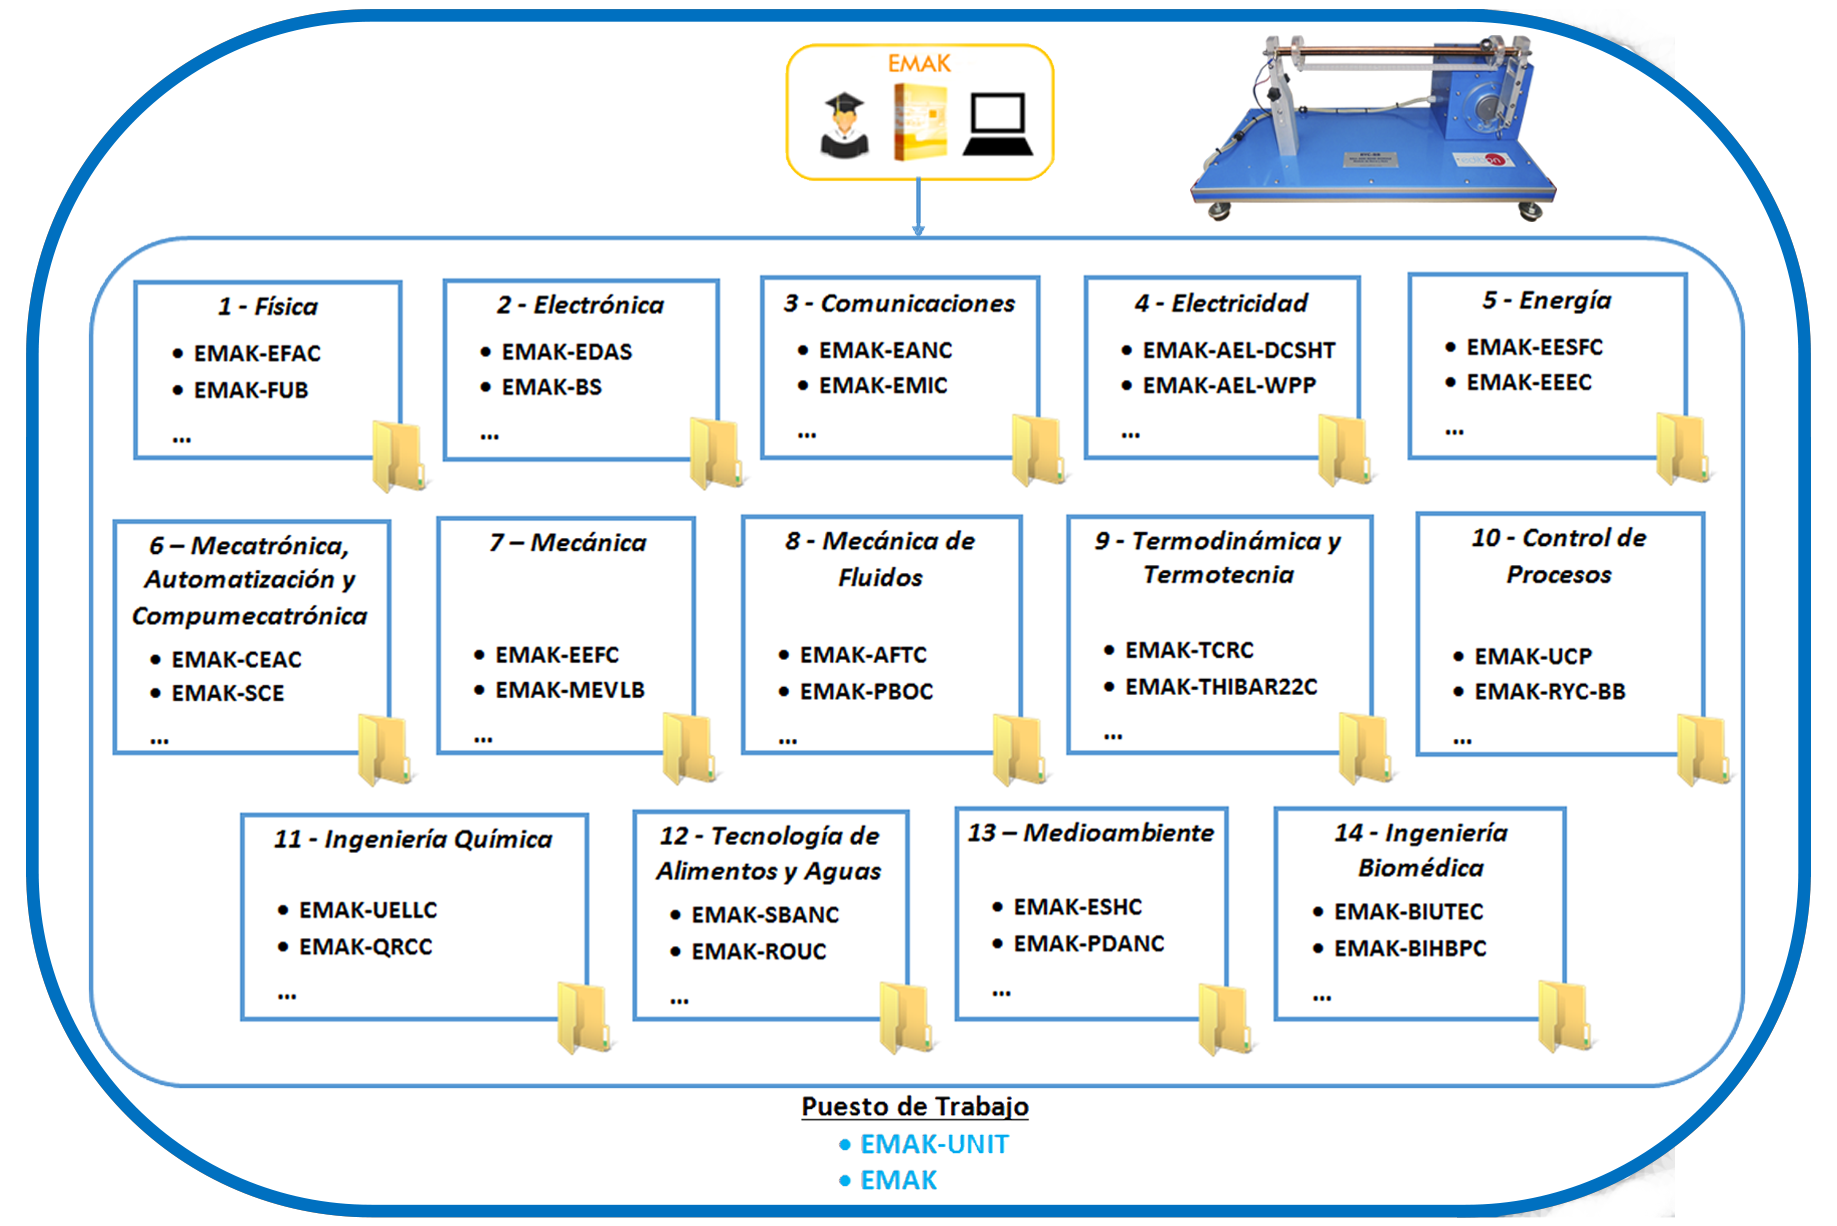 EMAK
edibon
1 - Física
• EMAK-EFAC
• EMAK-FUB
...
2 - Electrónica
• EMAK-EDAS
• EMAK-BS
...
3 - Comunicaciones
• EMAK-EANC
• EMAK-EMIC
...
4 - Electricidad
• EMAK-AEL-DCSHT
• EMAK-AEL-WPP
...
5 - Energía
• EMAK-EESFC
• EMAK-EEEC
...
6 – Mecatrónica,
Automatización y
Compumecatrónica
• EMAK-CEAC
• EMAK-SCE
...
7 – Mecánica
• EMAK-EEFC
• EMAK-MEVLB
...
8 - Mecánica de
Fluidos
• EMAK-AFTC
• EMAK-PBOC
...
9 - Termodinámica y
Termotecnia
• EMAK-TCRC
• EMAK-THIBAR22C
...
10 - Control de
Procesos
• EMAK-UCP
• EMAK-RYC-BB
...
11 - Ingeniería Química
• EMAK-UELLC
• EMAK-QRCC
...
12 - Tecnología de
Alimentos y Aguas
• EMAK-SBANC
• EMAK-ROUC
...
13 – Medioambiente
• EMAK-ESHC
• EMAK-PDANC
...
14 - Ingeniería
Biomédica
• EMAK-BIUTEC
• EMAK-BIHBPC
...
Puesto de Trabajo
• EMAK-UNIT
• EMAK